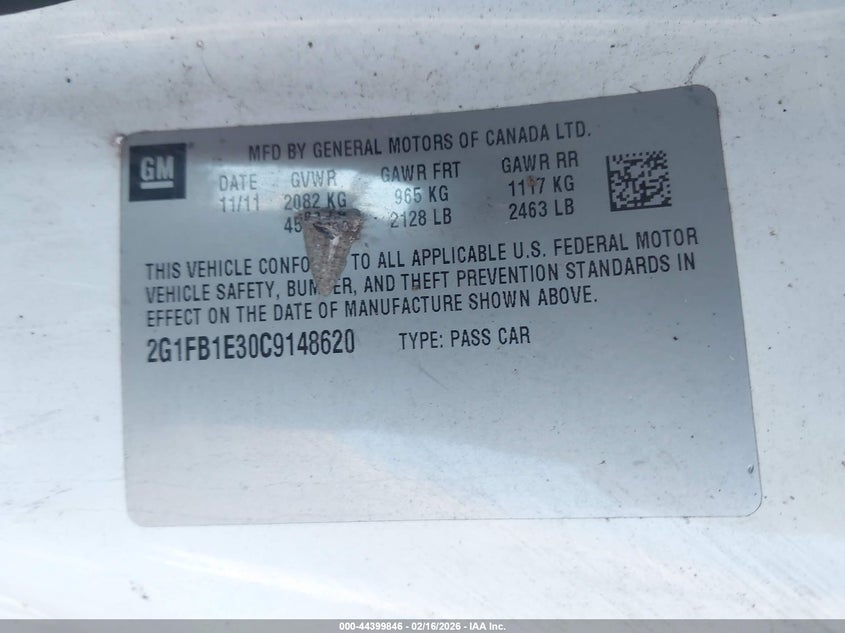 GM
MFD BY GENERAL MOTORS OF CANADA LTD.
DATE GVWR GAWR FRT GAWR RR
11/11 2082 KG 965 KG 1117 KG
2128 LB 2463 LB
THIS VEHICLE CONFO TO ALL APPLICABLE U.S. FEDERAL MOTOR
VEHICLE SAFETY, BUMPER, AND THEFT PREVENTION STANDARDS IN
EFFECT ON THE DATE OF MANUFACTURE SHOWN ABOVE.
2G1FB1E30C9148620 TYPE: PASS CAR
000-44399846 - 02/16/2026 - IAA Inc.